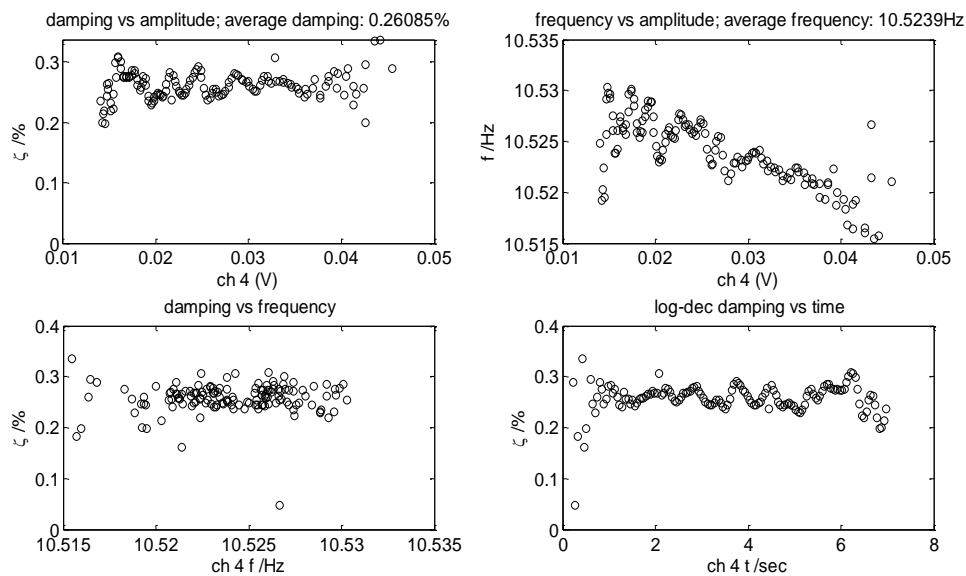 damping vs amplitude; average damping: 0.26085%
0.3
0.2
0.1
0
ζ /%
0.01 0.02 0.03 0.04 0.05
ch 4 (V)
frequency vs amplitude; average frequency: 10.5239Hz
10.535
10.53
10.525
10.52
10.515
f /Hz
0.01 0.02 0.03 0.04 0.05
ch 4 (V)
damping vs frequency
0.4
0.3
0.2
0.1
0
ζ /%
10.515 10.52 10.525 10.53 10.535
ch 4 f /Hz
log-dec damping vs time
0.4
0.3
0.2
0.1
0
ζ /%
0 2 4 6 8
ch 4 t /sec